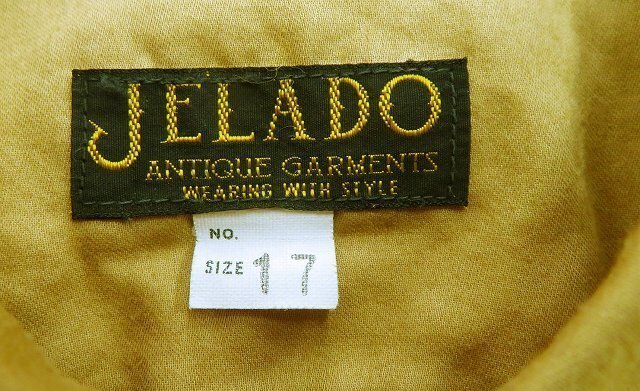 JELADO
ANTIQUE GARMENTS
WEARING WITH STYLE
NO.
SIZE 17